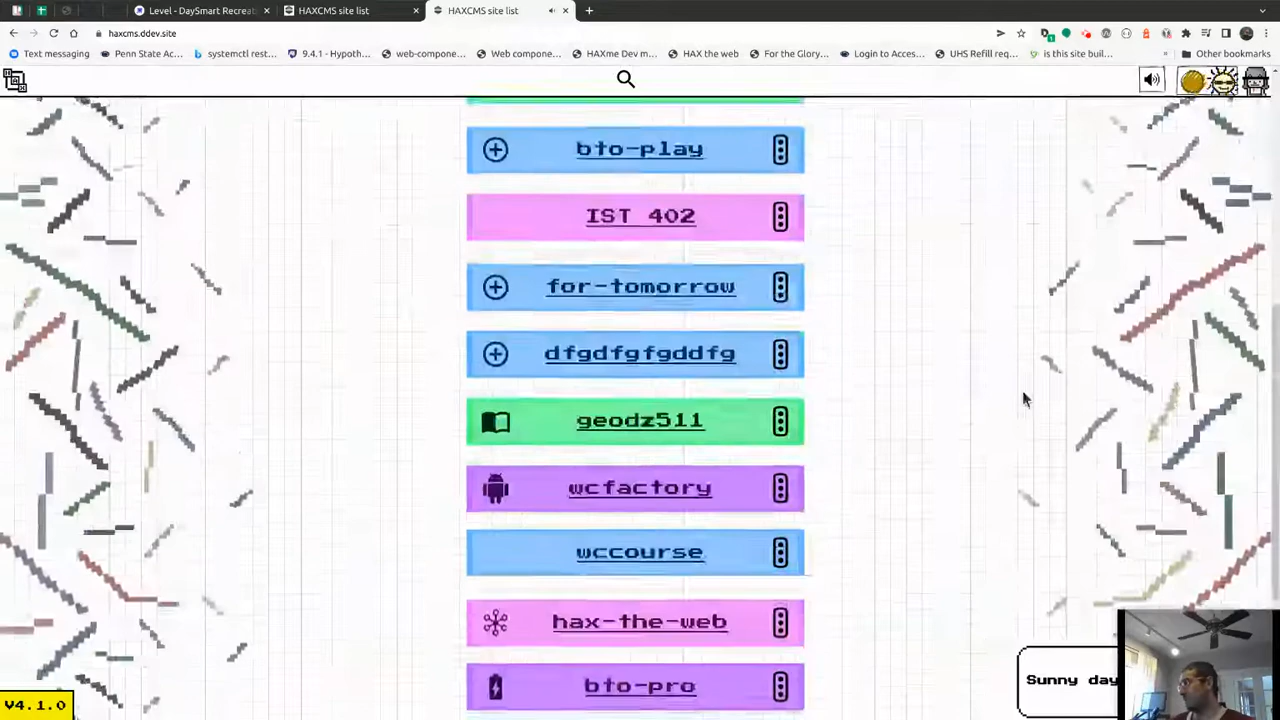 Level - DaySmart Recreat
HAXCMS site list
HAXCMS site list
haxcms.ddev.site
Text messaging
Penn State Ac...
systemctl rest...
9.4.1 - Hypoth...
web-compone...
Web compone...
HAXme Dev m...
HAX the web
For the Glory...
Login to Acces...
UHS Refill req...
is this site buil...
Other bookmarks
bto-play
IST 402
for-tomorrow
dfgdfgfgddfg
geodz511
wcfactory
wccourse
hax-the-web
bto-pro
Sunny day
V4.1.0